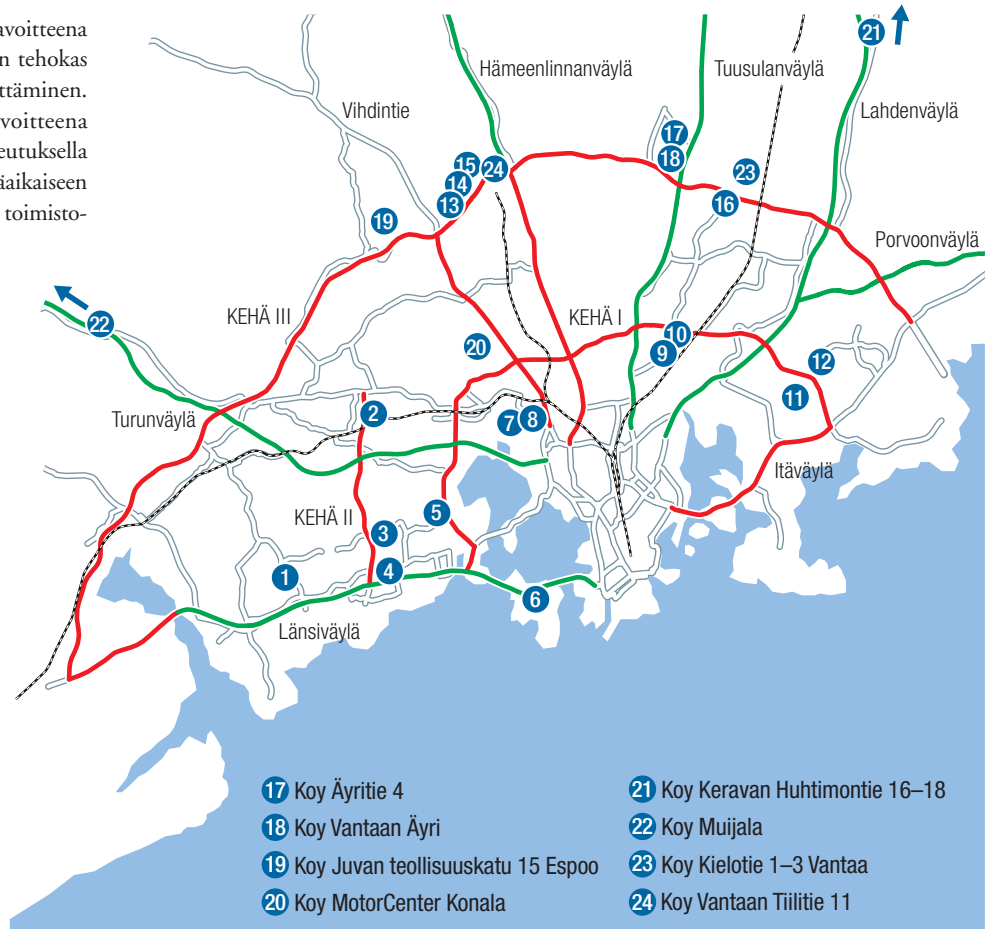 avoitteena
n tehokas
ttäminen.
voitteena
eutuksella
äaikaiseen
toimisto-
21
Hämeenlinnanväylä
Tuusulanväylä
Lahdenväylä
Vihdintie
17
18
15
24
14
13
23
16
19
Porvoonväylä
KEHÄ III
KEHÄ I
22
20
10
9
12
11
Turunväylä
2
7
8
Itäväylä
KEHÄ II
5
3
4
1
6
Länsiväylä
17 Koy Äyritie 4
18 Koy Vantaan Äyri
19 Koy Juvan teollisuuskatu 15 Espoo
20 Koy MotorCenter Konala
21 Koy Keravan Huhtimontie 16–18
22 Koy Muijala
23 Koy Kielotie 1–3 Vantaa
24 Koy Vantaan Tiilitie 11